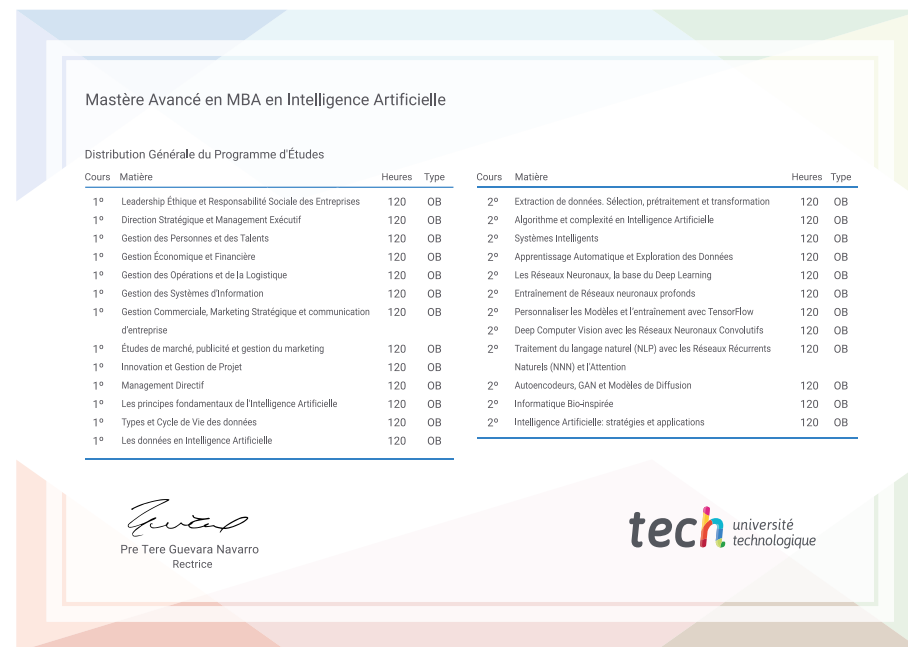 Mastère Avancé en MBA en Intelligence Artificielle
Distribution Générale du Programme d'Études
Cours Matière Heures Type
1º Leadership Éthique et Responsabilité Sociale des Entreprises 120 OB
1º Direction Stratégique et Management Exécutif 120 OB
1º Gestion des Personnes et des Talents 120 OB
1º Gestion Économique et Financière 120 OB
1º Gestion des Opérations et de la Logistique 120 OB
1º Gestion des Systèmes d'Information 120 OB
1º Gestion Commerciale, Marketing Stratégique et communication 120 OB
d'entreprise
1º Études de marché, publicité et gestion du marketing 120 OB
1º Innovation et Gestion de Projet 120 OB
1º Management Directif 120 OB
1º Les principes fondamentaux de l'Intelligence Artificielle 120 OB
1º Types et Cycle de Vie des données 120 OB
1º Les données en Intelligence Artificielle 120 OB
Cours Matière Heures Type
2º Extraction de données. Sélection, prétraitement et transformation 120 OB
2º Algorithme et complexité en Intelligence Artificielle 120 OB
2º Systèmes Intelligents 120 OB
2º Apprentissage Automatique et Exploration des Données 120 OB
2º Les Réseaux Neuronaux, la base du Deep Learning 120 OB
2º Entraînement de Réseaux neuronaux profonds 120 OB
2º Personnaliser les Modèles et l'entraînement avec TensorFlow 120 OB
2º Deep Computer Vision avec les Réseaux Neuronaux Convolutifs 120 OB
2º Traitement du langage naturel (NLP) avec les Réseaux Récurrents 120 OB
Naturels (NNN) et l'Attention
2º Autoencodeurs, GAN et Modèles de Diffusion 120 OB
2º Informatique Bio-inspirée 120 OB
2º Intelligence Artificielle: stratégies et applications 120 OB
Pre Tere Guevara Navarro
Rectrice
tech université
technologique